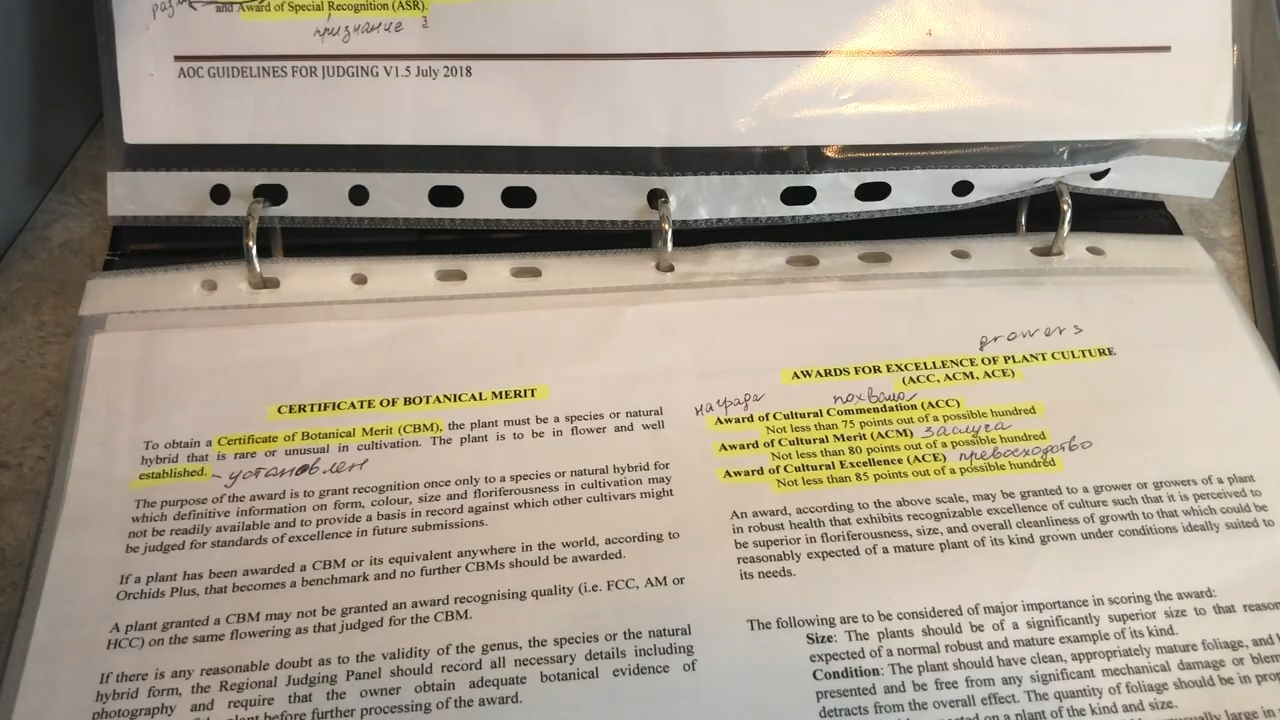 and Award of Special Recognition (ASR).
признание 3
4
AOC GUIDELINES FOR JUDGING V1.5 July 2018
CERTIFICATE OF BOTANICAL MERIT
To obtain a Certificate of Botanical Merit (CBM), the plant must be a species or natural
hybrid that is rare or unusual in cultivation. The plant is to be in flower and well
established. - установлен
The purpose of the award is to grant recognition once only to a species or natural hybrid for
which definitive information on form, colour, size and floriferousness in cultivation may
not be readily available and to provide a basis in record against which other cultivars might
be judged for standards of excellence in future submissions.
If a plant has been awarded a CBM or its equivalent anywhere in the world, according to
Orchids Plus, that becomes a benchmark and no further CBMs should be awarded.
A plant granted a CBM may not be granted an award recognising quality (i.e. FCC, AM or
HCC) on the same flowering as that judged for the CBM.
If there is any reasonable doubt as to the validity of the genus, the species or the natural
hybrid form, the Regional Judging Panel should record all necessary details including
photography and require that the owner obtain adequate botanical evidence of
before further processing of the award.
growers
AWARDS FOR EXCELLENCE OF PLANT CULTURE
(ACC, ACM, ACE)
награда похвала
Award of Cultural Commendation (ACC)
Not less than 75 points out of a possible hundred
Award of Cultural Merit (ACM) заслуга
Not less than 80 points out of a possible hundred
Award of Cultural Excellence (ACE) превосходство
Not less than 85 points out of a possible hundred
An award, according to the above scale, may be granted to a grower or growers of a plant
in robust health that exhibits recognizable excellence of culture such that it is perceived to
be superior in floriferousness, size, and overall cleanliness of growth to that which could be
reasonably expected of a mature plant of its kind grown under conditions ideally suited to
its needs.
The following are to be considered of major importance in scoring the award:
Size: The plants should be of a significantly superior size to that
expected of a normal robust and mature example of its kind.
Condition: The plant should have clean, appropriately mature foliage, and
presented and be free from any significant mechanical damage or
detracts from the overall effect. The quantity of foliage should be in
on a plant of the kind and size.
large in